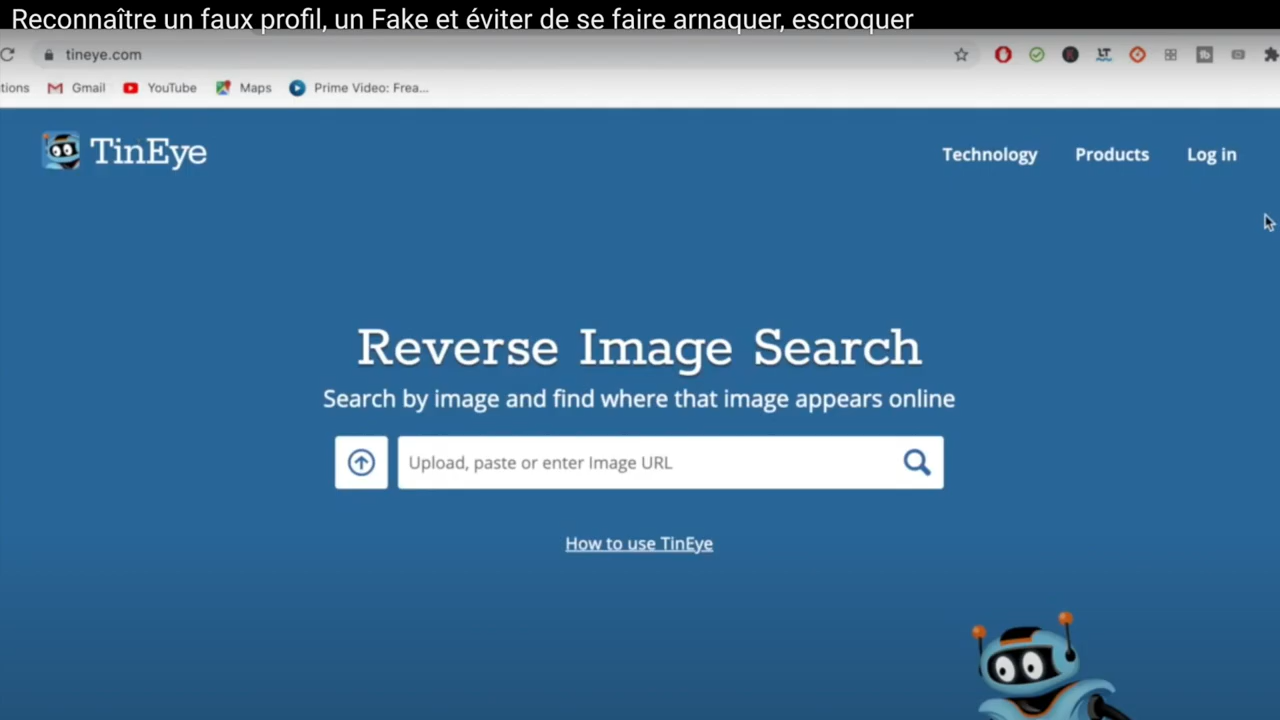 Reconnaître un faux profil, un Fake et éviter de se faire arnaquer, escroquer
tineye.com
tions Gmail YouTube Maps Prime Video: Frea...
TinEye
Technology Products Log in
Reverse Image Search
Search by image and find where that image appears online
Upload, paste or enter Image URL
How to use TinEye